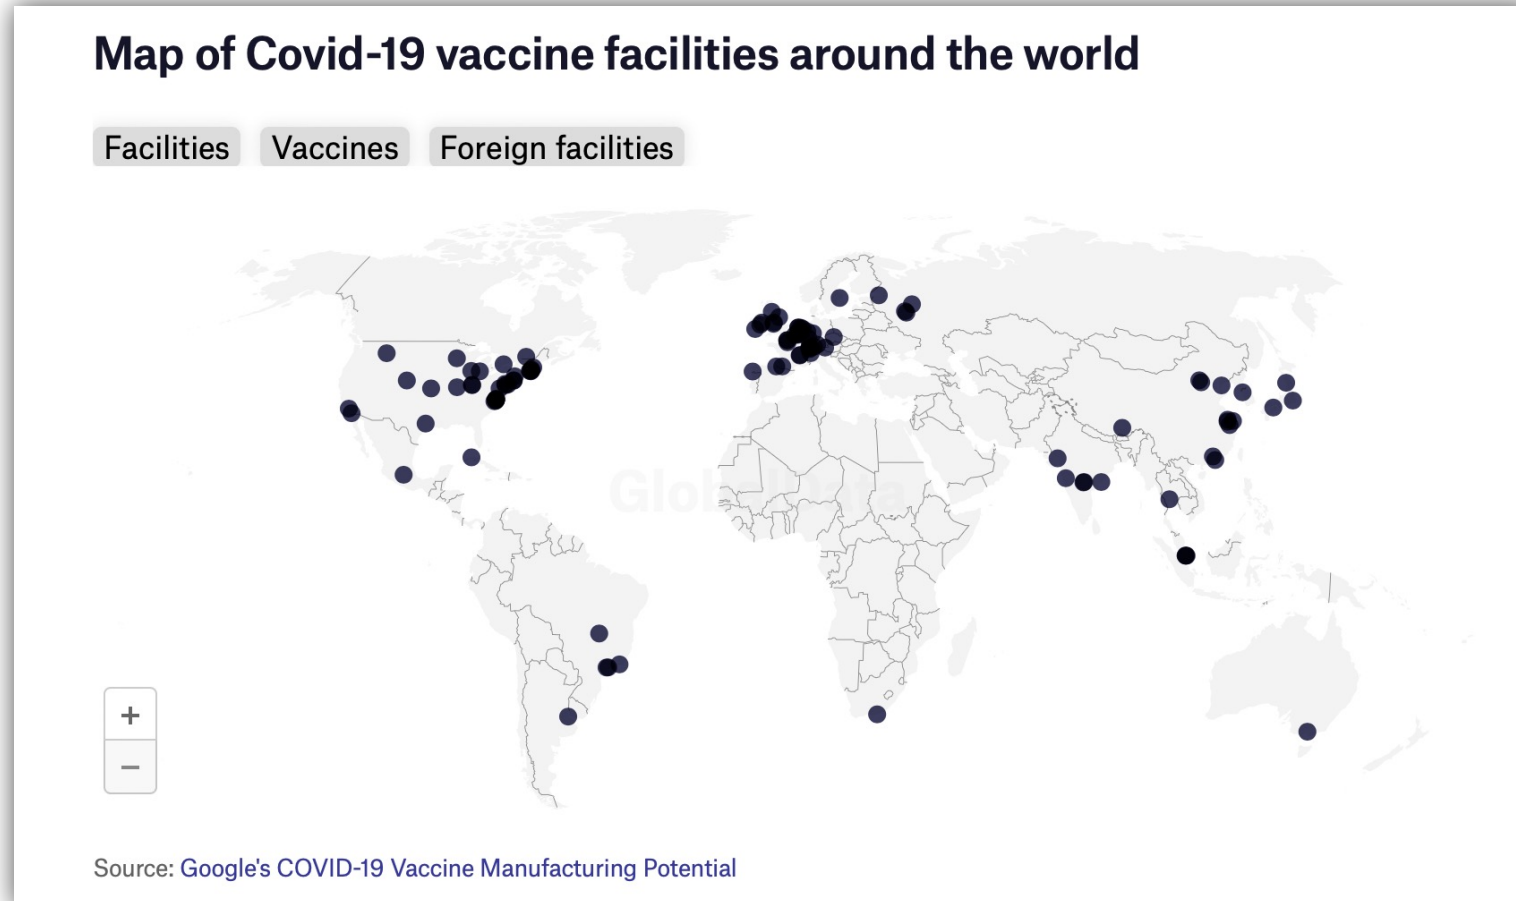 Map of Covid-19 vaccine facilities around the world
Facilities Vaccines Foreign facilities
GlobalData
+
−
Source: Google's COVID-19 Vaccine Manufacturing Potential